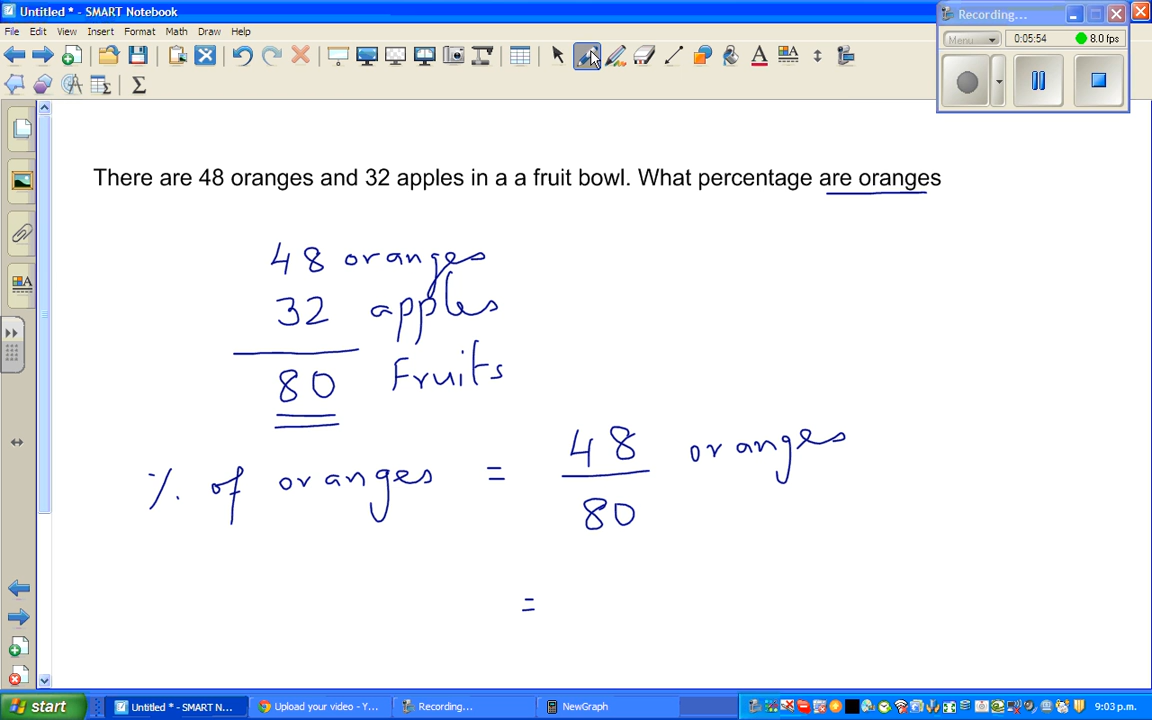 Untitled * - SMART Notebook
Recording...
File Edit View Insert Format Math Draw Help
Menu 0:05:54 8.0 fps
There are 48 oranges and 32 apples in a a fruit bowl. What percentage are oranges
48 oranges
32 apples
80 Fruits
% of oranges = 48 oranges
80
=
start Untitled * - SMART N... Upload your video - Y... Recording... NewGraph 9:03 p.m.